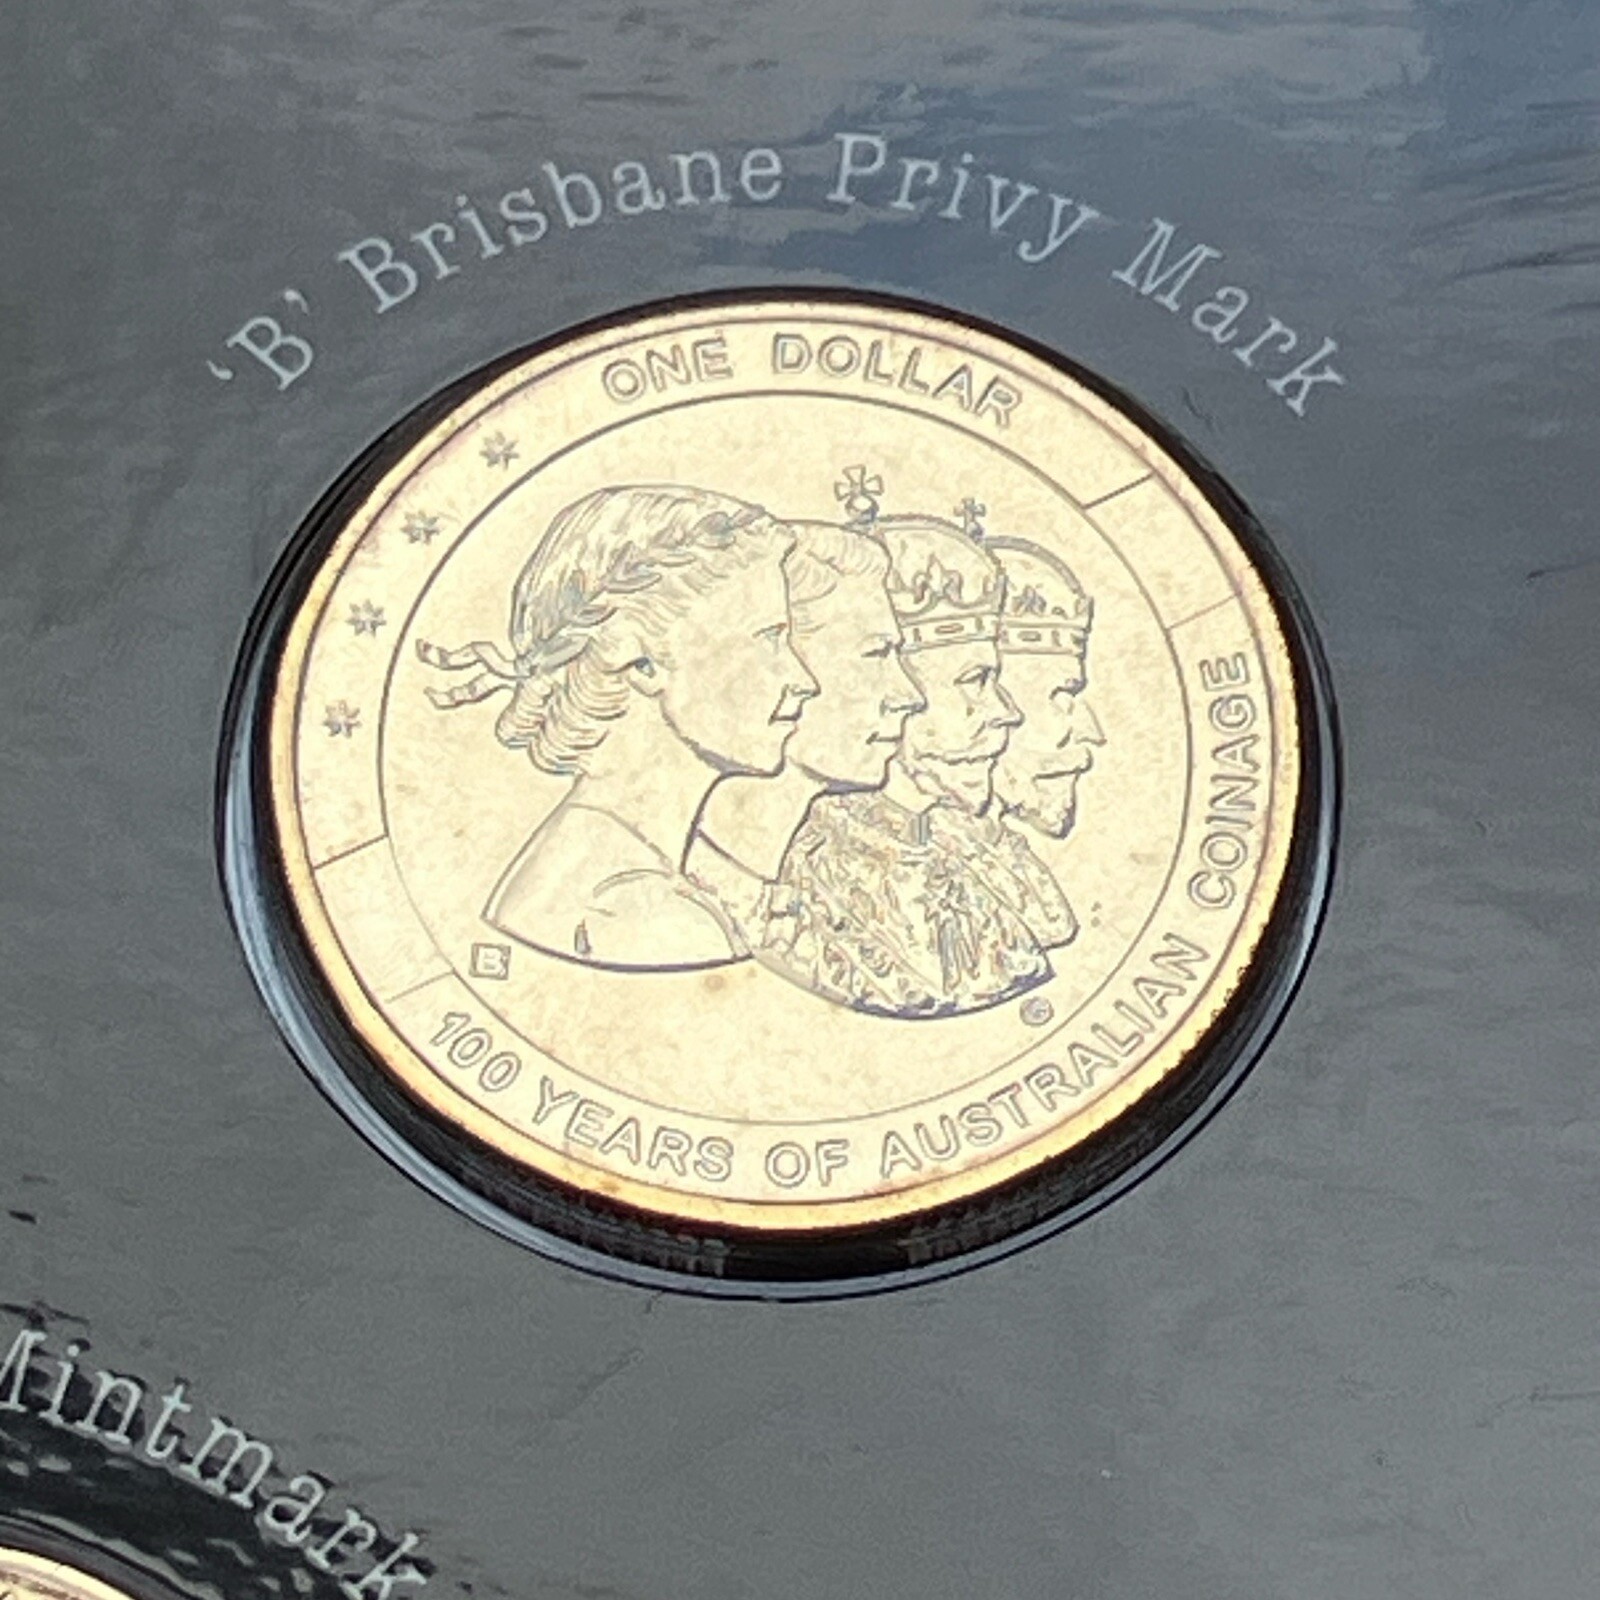 'B' Brisbane Privy Mark
ONE DOLLAR
B
G
100 YEARS OF AUSTRALIAN COINAGE
Mintmark